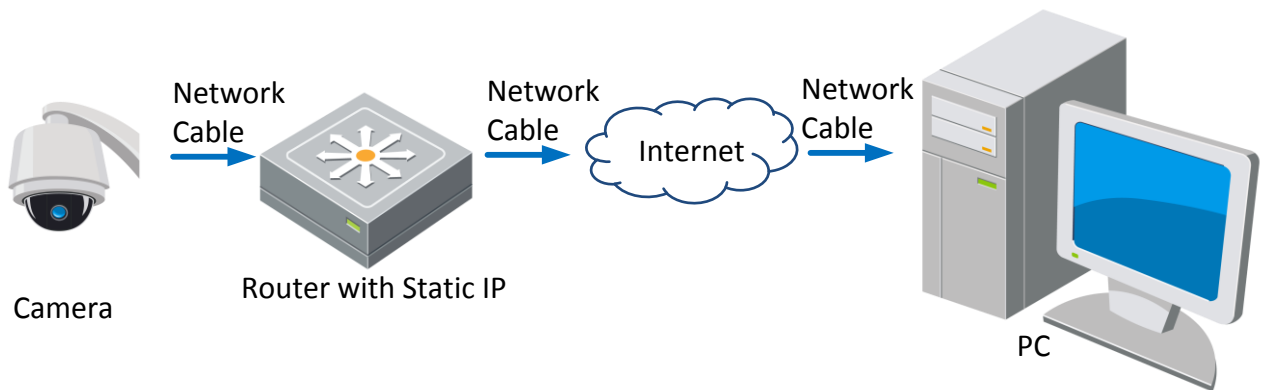 Network
Cable
Network
Cable
Network
Cable
Internet
Router with Static IP
Camera
PC